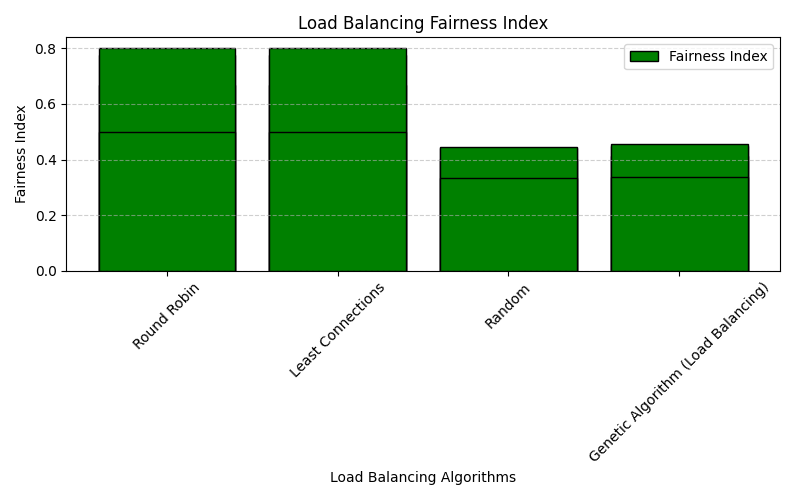 Load Balancing Fairness Index
Fairness Index
Fairness Index
0.8
0.6
0.4
0.2
0.0
Round Robin
Least Connections
Random
Genetic Algorithm (Load Balancing)
Load Balancing Algorithms